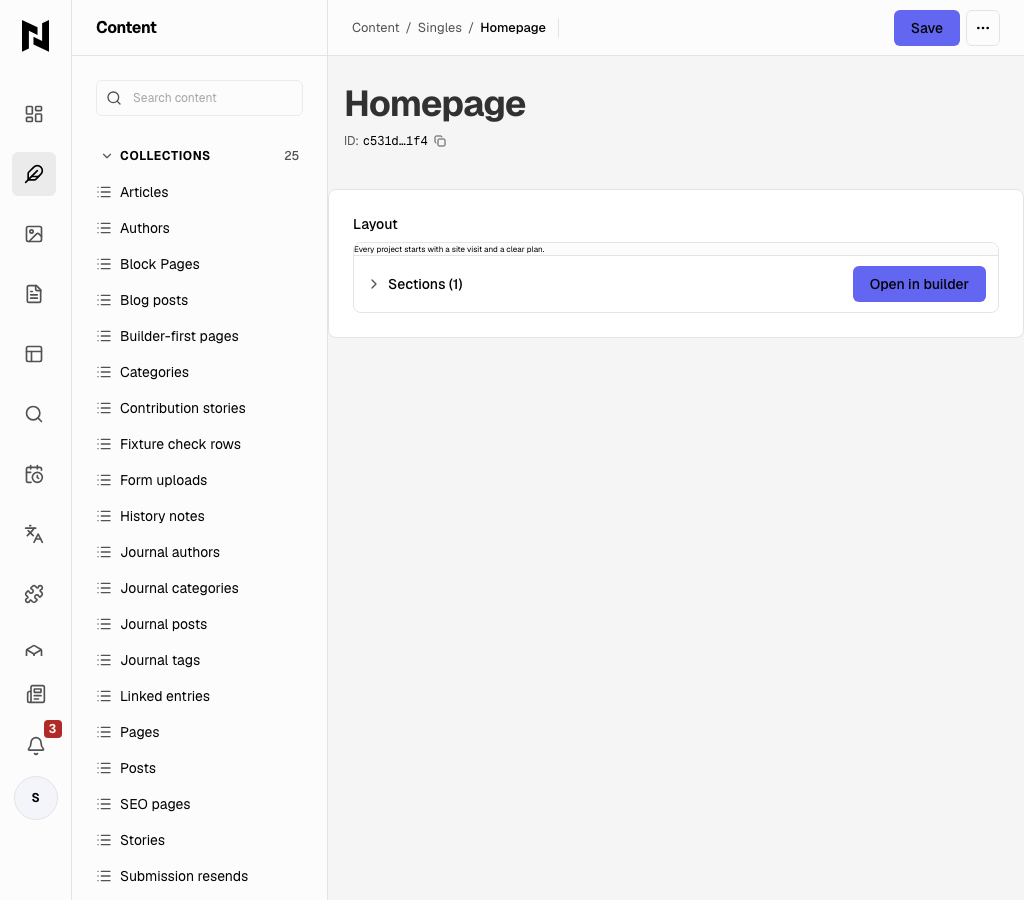 Content
Content / Singles / Homepage
Save
Search content
COLLECTIONS 25
Articles
Authors
Block Pages
Blog posts
Builder-first pages
Categories
Contribution stories
Fixture check rows
Form uploads
History notes
Journal authors
Journal categories
Journal posts
Journal tags
Linked entries
Pages
Posts
SEO pages
Stories
Submission resends
3
S
Homepage
ID: c531d…1f4
Layout
Every project starts with a site visit and a clear plan.
Sections (1)
Open in builder